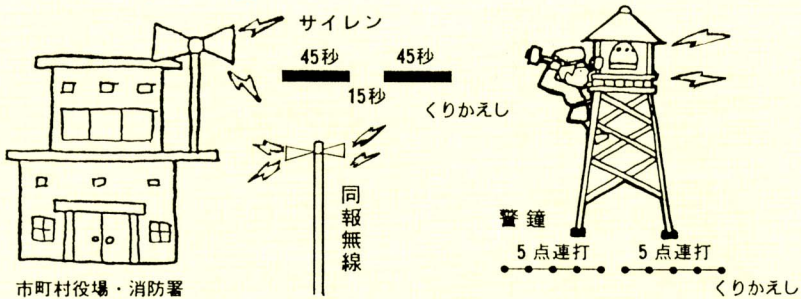 サイレン
45秒 45秒
15秒
くりかえし
同報無線
市町村役場・消防署
警鐘
5点連打 5点連打
くりかえし